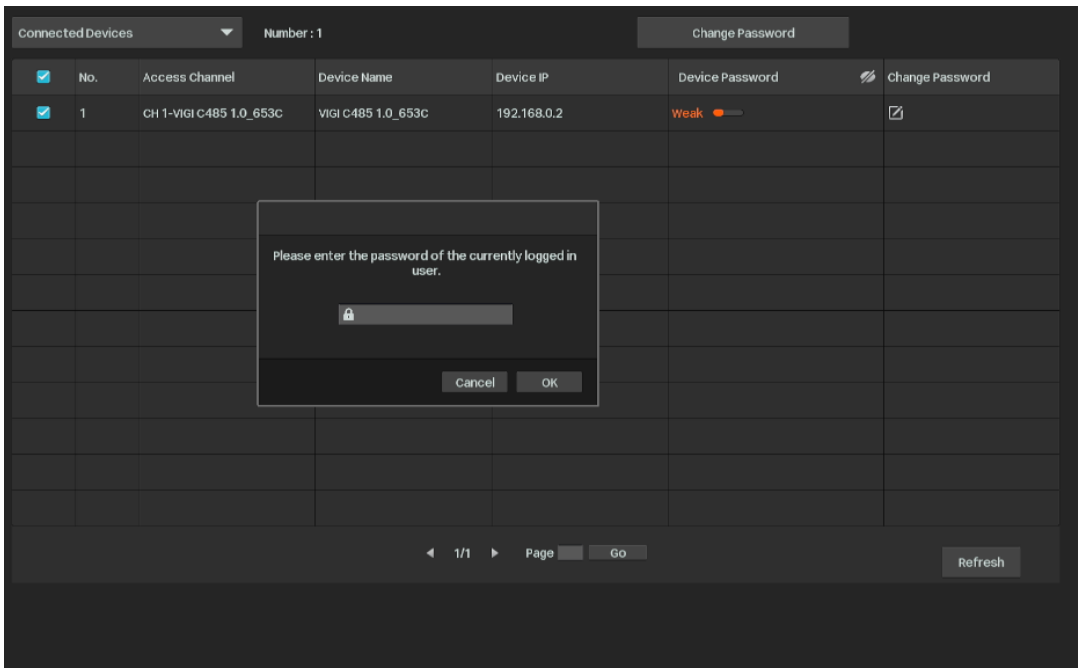 Connected Devices Number : 1 Change Password
No. Access Channel Device Name Device IP Device Password Change Password
1 CH 1-VIGI C485 1.0_653C VIGI C485 1.0_653C 192.168.0.2 Weak
Please enter the password of the currently logged in
user.
Cancel OK
1/1 Page Go
Refresh